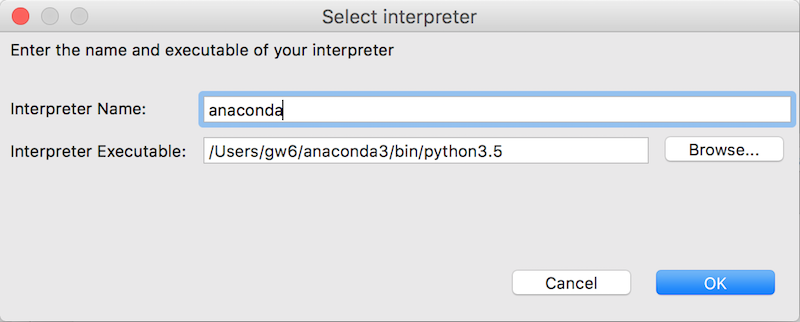 Select interpreter
Enter the name and executable of your interpreter
Interpreter Name: anaconda
Interpreter Executable: /Users/gw6/anaconda3/bin/python3.5 Browse...
Cancel OK